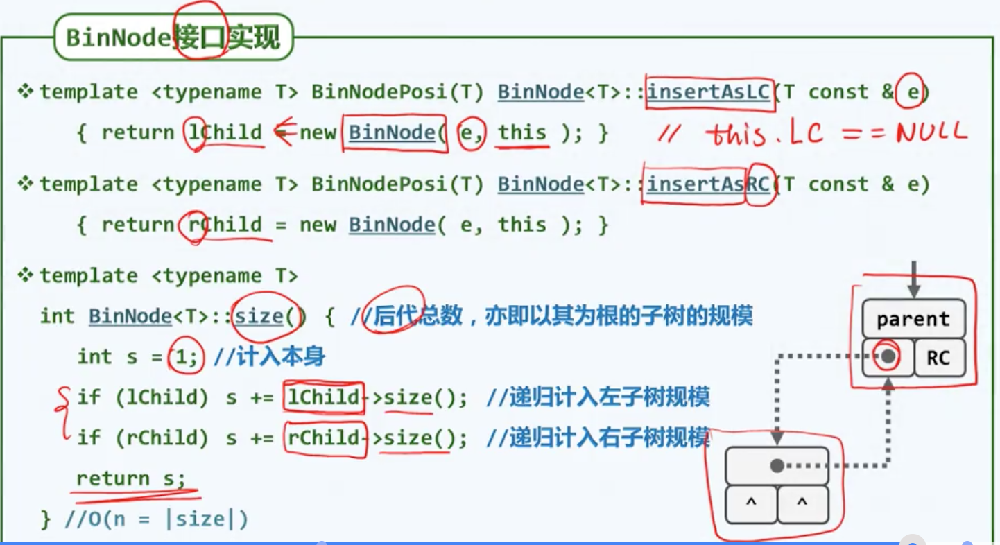 BinNode接口实现
❖ template <typename T> BinNodePosi(T) BinNode<T>::insertAsLC(T const & e)
{ return lChild = new BinNode( e, this ); } // this.LC == NULL
❖ template <typename T> BinNodePosi(T) BinNode<T>::insertAsRC(T const & e)
{ return rChild = new BinNode( e, this ); }
❖ template <typename T>
int BinNode<T>::size() { //后代总数，亦即以其为根的子树的规模
int s = 1; //计入本身
if (lChild) s += lChild->size(); //递归计入左子树规模
if (rChild) s += rChild->size(); //递归计入右子树规模
return s;
} //O(n = |size|)
parent
RC
^ ^